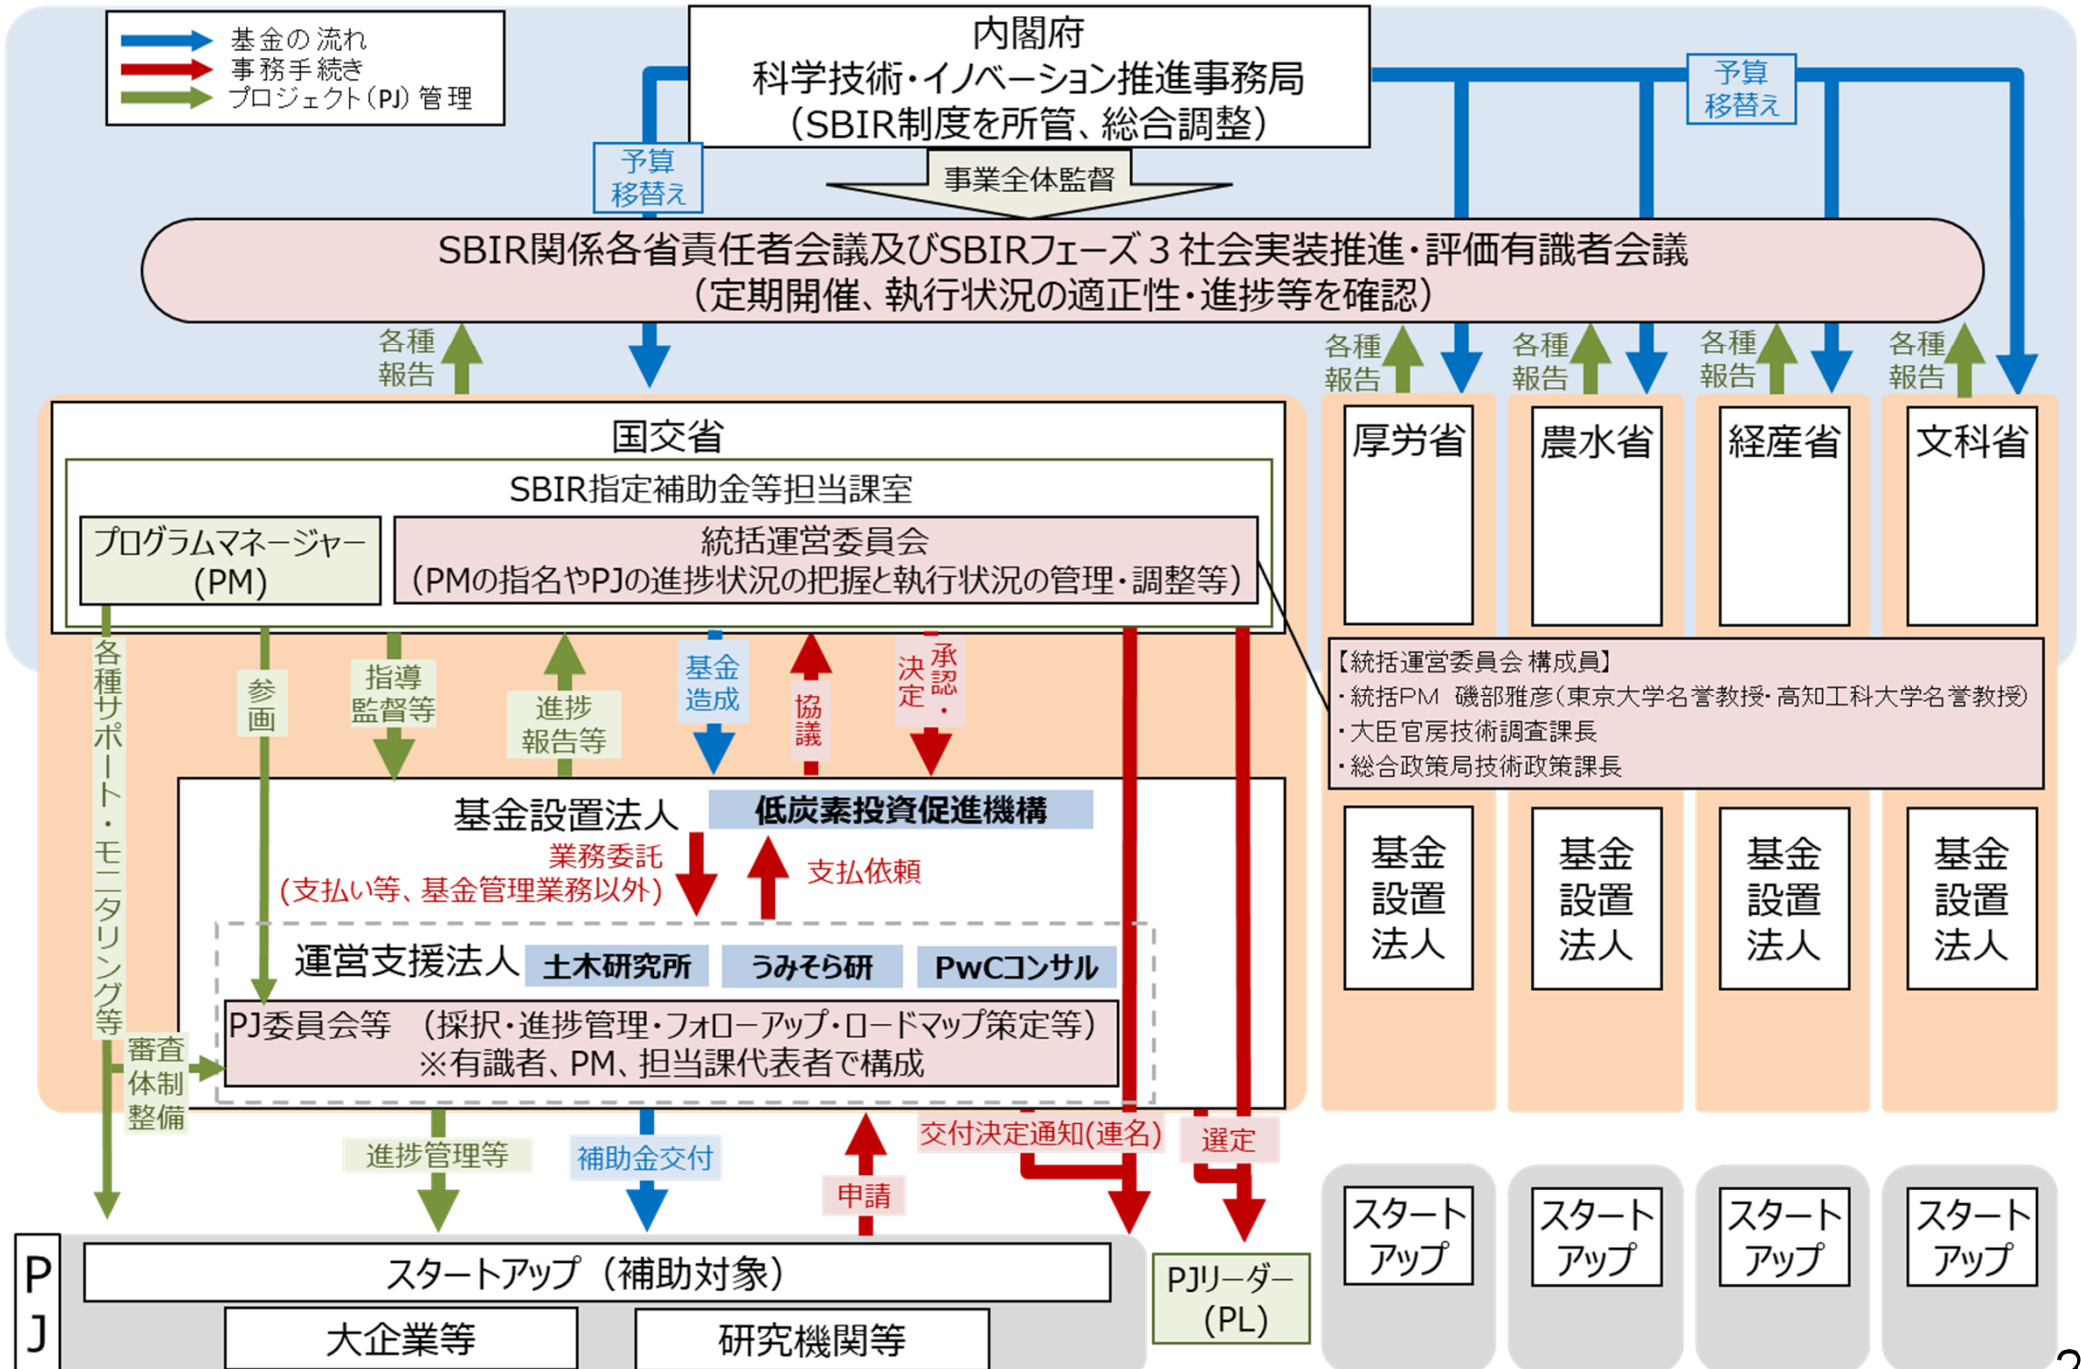 基金の流れ
事務手続き
プロジェクト（PJ）管理
内閣府
科学技術・イノベーション推進事務局
（SBIR制度を所管、総合調整）
予算
移替え
予算
移替え
事業全体監督
SBIR関係各省責任者会議及びSBIRフェーズ３社会実装推進・評価有識者会議
（定期開催、執行状況の適正性・進捗等を確認）
各種
報告
各種
報告
各種
報告
各種
報告
各種
報告
国交省
厚労省
農水省
経産省
文科省
SBIR指定補助金等担当課室
プログラムマネージャー
(PM)
統括運営委員会
（PMの指名やPJの進捗状況の把握と執行状況の管理・調整等）
【統括運営委員会 構成員】
・統括PM　磯部雅彦（東京大学名誉教授・高知工科大学名誉教授）
・大臣官房技術調査課長
・総合政策局技術政策課長
各種サポート・モニタリング等
参画
指導
監督等
進捗
報告等
基金
造成
協議
承認・
決定
基金設置法人
低炭素投資促進機構
業務委託
(支払い等、基金管理業務以外)
支払依頼
運営支援法人
土木研究所
うみそら研
PwCコンサル
PJ委員会等　（採択・進捗管理・フォローアップ・ロードマップ策定等）
※有識者、PM、担当課代表者で構成
審査
体制
整備
基金
設置
法人
基金
設置
法人
基金
設置
法人
基金
設置
法人
進捗管理等
補助金交付
申請
交付決定通知(連名)
選定
PJ
スタートアップ（補助対象）
大企業等
研究機関等
PJリーダー
(PL)
スタート
アップ
スタート
アップ
スタート
アップ
スタート
アップ
2